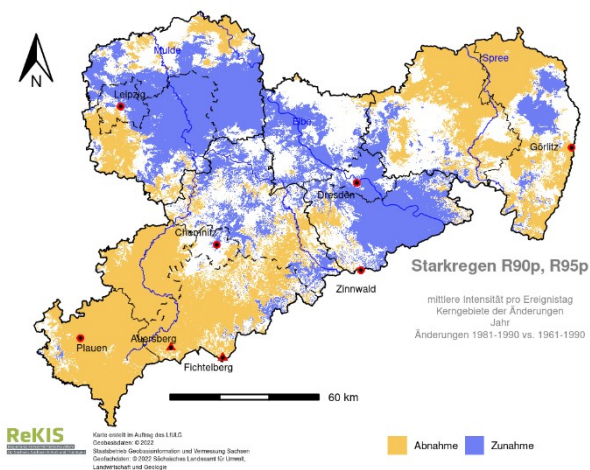 Mulde
Spree
Leipzig
Elbe
Görlitz
Dresden
Chemnitz
Starkregen R90p, R95p
Zinnwald
mittlere Intensität pro Ereignistag
Kerngebiete der Änderungen
Jahr
Änderungen 1981-1990 vs. 1961-1990
Plauen
Auersberg
Fichtelberg
N
60 km
ReKIS
Karte erstellt im Auftrag des LfULG
Geobasisdaten: © 2022
Staatsbetrieb Geobasisinformation und Vermessung Sachsen
Geofachdaten: © 2022 Sächsisches Landesamt für Umwelt,
Landwirtschaft und Geologie
Abnahme
Zunahme